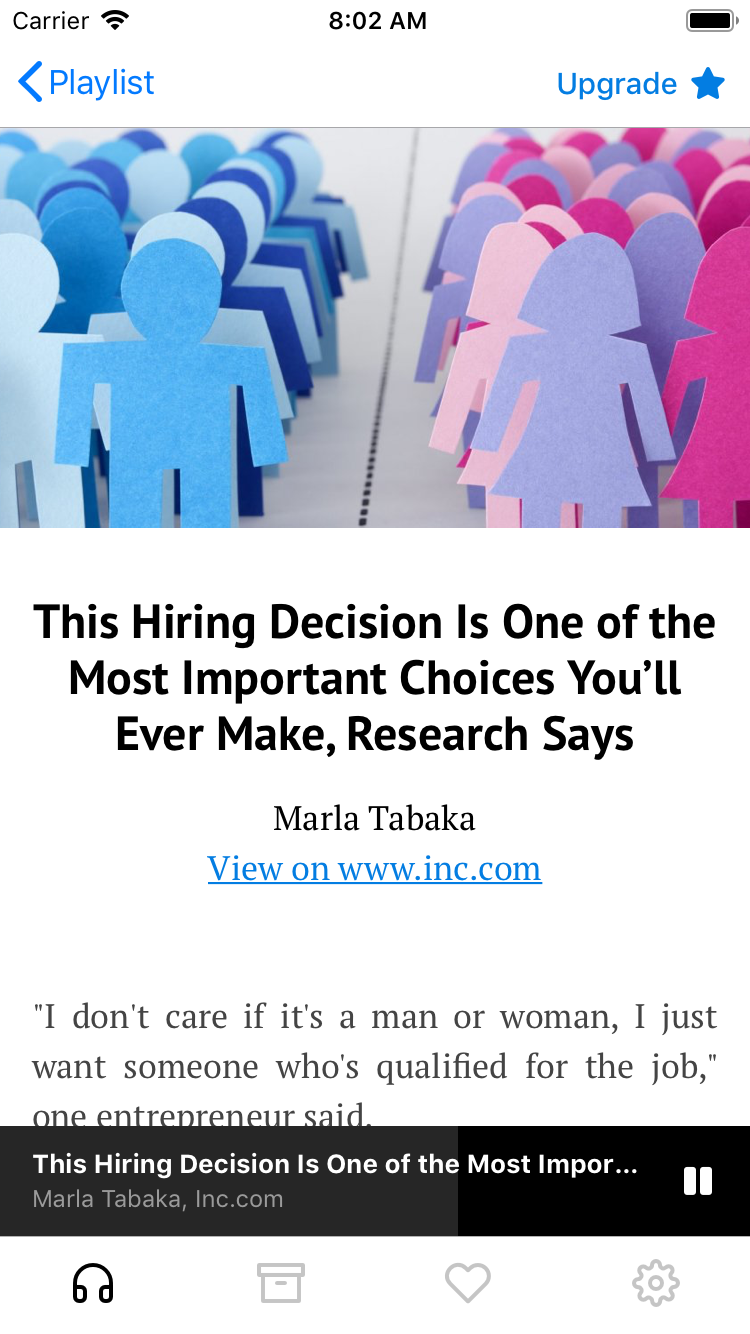 Carrier 8:02 AM
Playlist Upgrade
This Hiring Decision Is One of the
Most Important Choices You’ll
Ever Make, Research Says
Marla Tabaka
View on www.inc.com
"I don't care if it's a man or woman, I just
want someone who's qualified for the job,"
one entrepreneur said.
This Hiring Decision Is One of the Most Impor...
Marla Tabaka, Inc.com